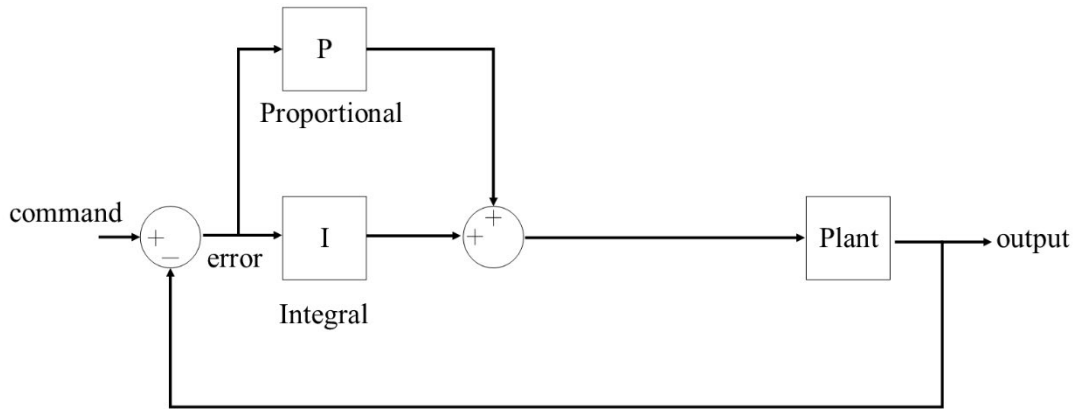 P
Proportional
command
+
−
error
I
Integral
+
+
Plant
output